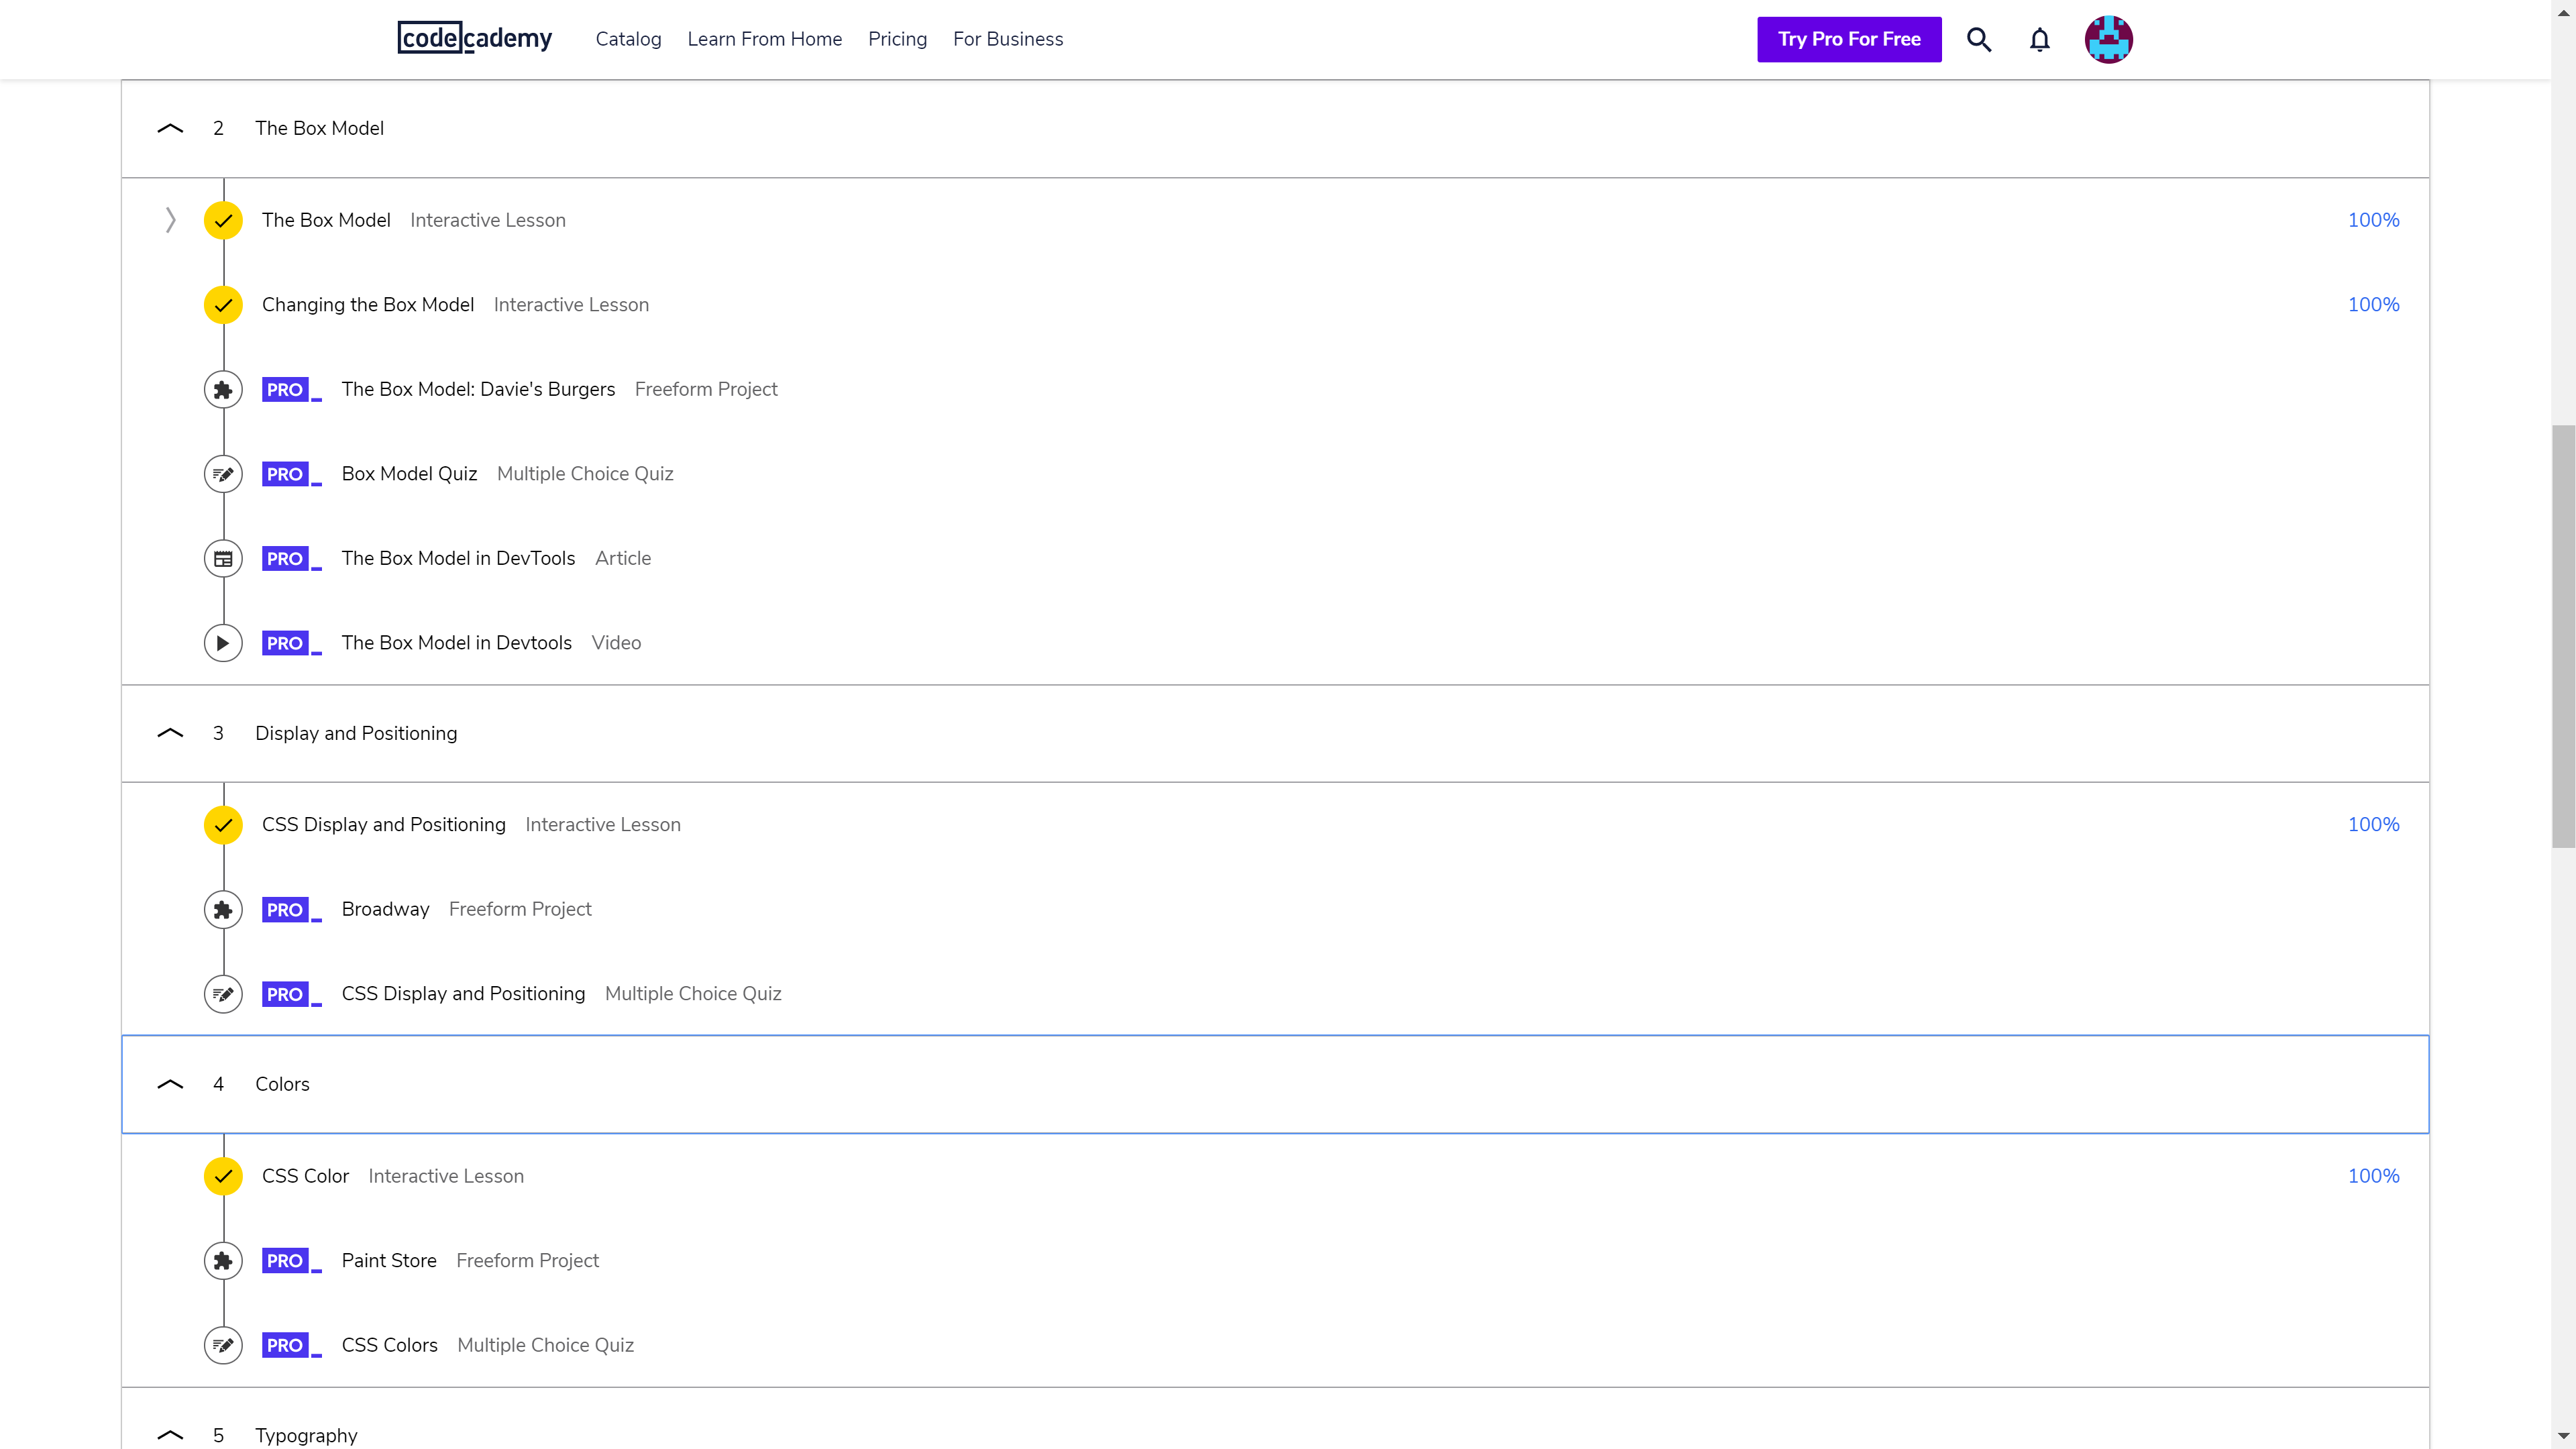 codecademy Catalog Learn From Home Pricing For Business Try Pro For Free
2 The Box Model
The Box Model Interactive Lesson 100%
Changing the Box Model Interactive Lesson 100%
PRO The Box Model: Davie's Burgers Freeform Project
PRO Box Model Quiz Multiple Choice Quiz
PRO The Box Model in DevTools Article
PRO The Box Model in Devtools Video
3 Display and Positioning
CSS Display and Positioning Interactive Lesson 100%
PRO Broadway Freeform Project
PRO CSS Display and Positioning Multiple Choice Quiz
4 Colors
CSS Color Interactive Lesson 100%
PRO Paint Store Freeform Project
PRO CSS Colors Multiple Choice Quiz
5 Typography